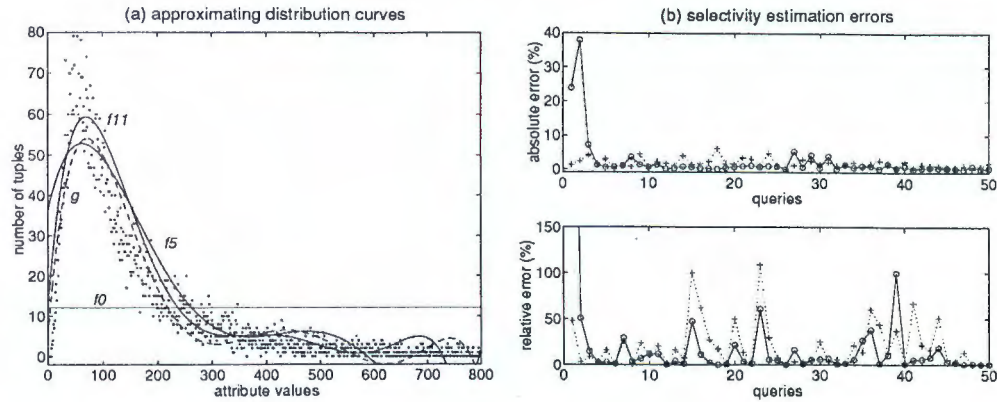 (a) approximating distribution curves
80
70
60
50
40
30
20
10
0
number of tuples
f11
g
f5
f0
0 100 200 300 400 500 600 700 800
attribute values
(b) selectivity estimation errors
40
30
20
10
0
absolute error (%)
0 10 20 30 40 50
queries
150
100
50
0
relative error (%)
0 10 20 30 40 50
queries